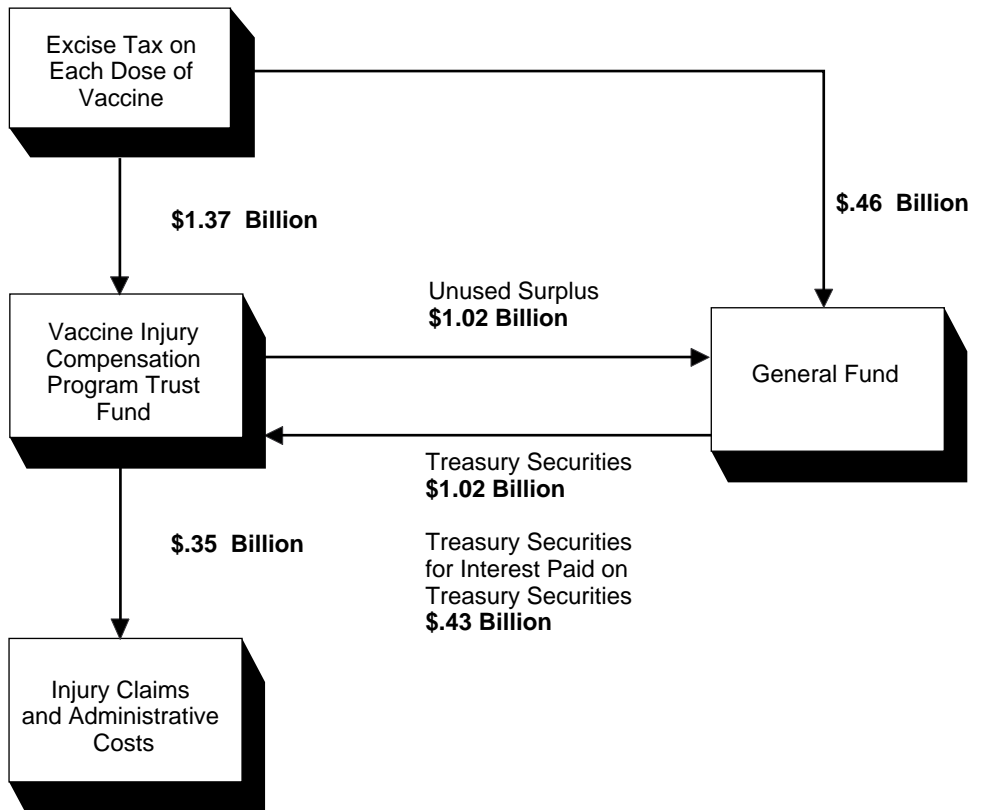 Excise Tax on
Each Dose of
Vaccine
$1.37 Billion
$.46 Billion
Unused Surplus
$1.02 Billion
Vaccine Injury
Compensation
Program Trust
Fund
General Fund
Treasury Securities
$1.02 Billion
$.35 Billion
Treasury Securities
for Interest Paid on
Treasury Securities
$.43 Billion
Injury Claims
and Administrative
Costs